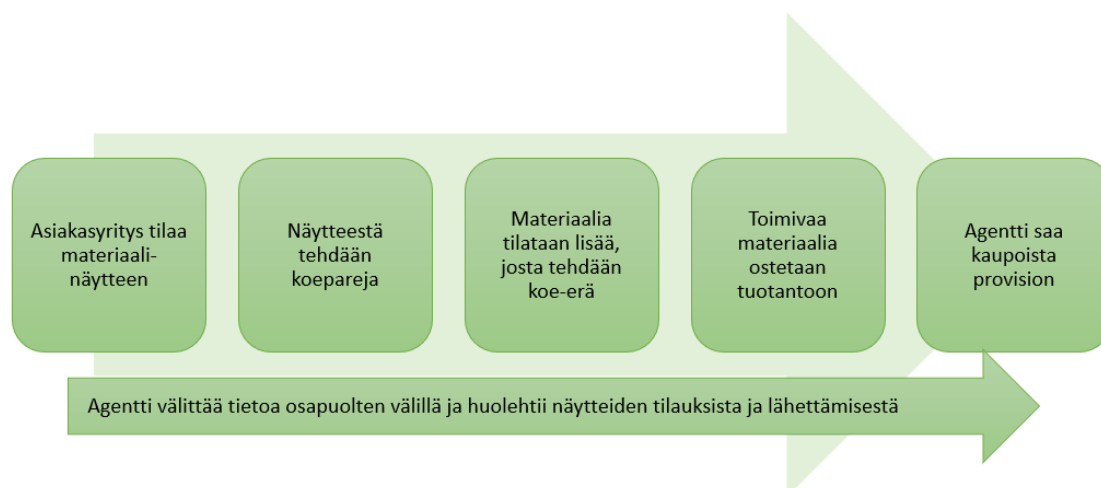 Asiakasyritys tilaa
materiaali-
näytteen
Näytteestä
tehdään
koepareja
Materiaalia
tilataan lisää,
josta tehdään
koe-erä
Toimivaa
materiaalia
ostetaan
tuotantoon
Agentti saa
kaupoista
provision
Agentti välittää tietoa osapuolten välillä ja huolehtii näytteiden tilauksista ja lähettämisestä